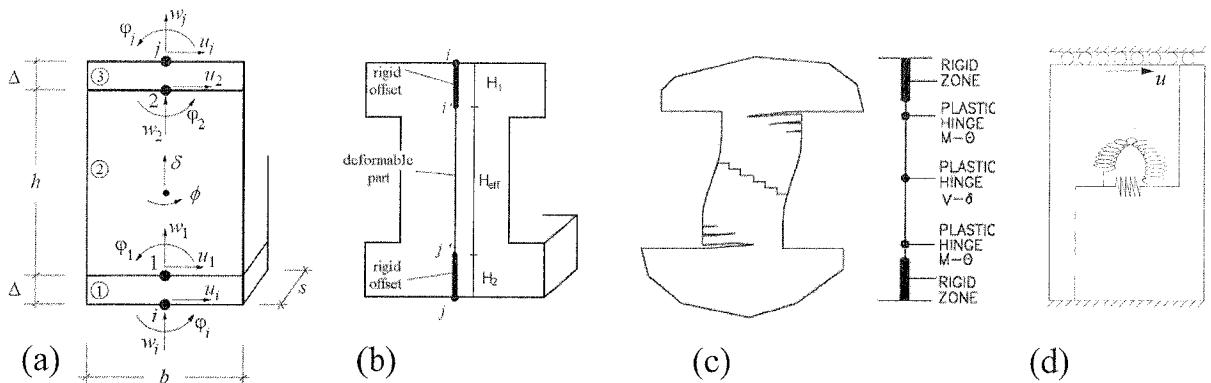 w_j
φ_j
j
u_j
Δ
③
u_2
2
φ_2
w_2
②
h
δ
ϕ
w_1
φ_1
u_1
1
Δ
①
u_i
s
i
φ_i
w_i
(a)
b
i
rigid
offset
H_1
i'
deformable
part
H_eff
j'
rigid
offset
H_2
j
(b)
(c)
RIGID
ZONE
PLASTIC
HINGE
M-Θ
PLASTIC
HINGE
V-δ
PLASTIC
HINGE
M-Θ
RIGID
ZONE
u
(d)